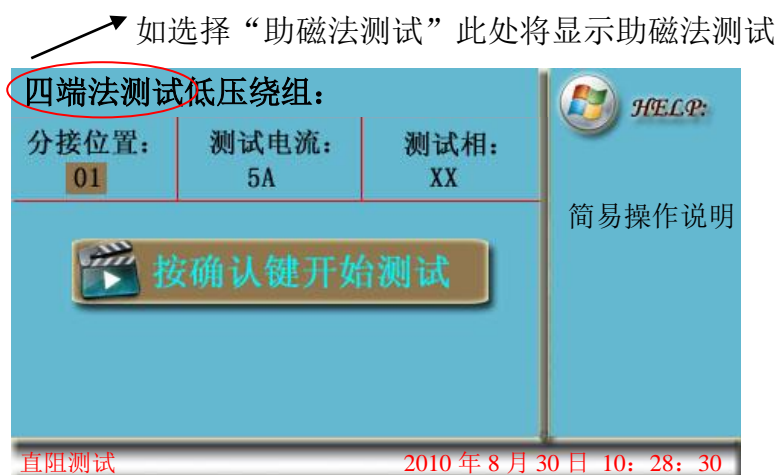 如选择“助磁法测试”此处将显示助磁法测试
四端法测试低压绕组：
HELP:
分接位置： 测试电流： 测试相：
01 5A XX
简易操作说明
按确认键开始测试
直阻测试 2010 年 8 月 30 日 10：28：30